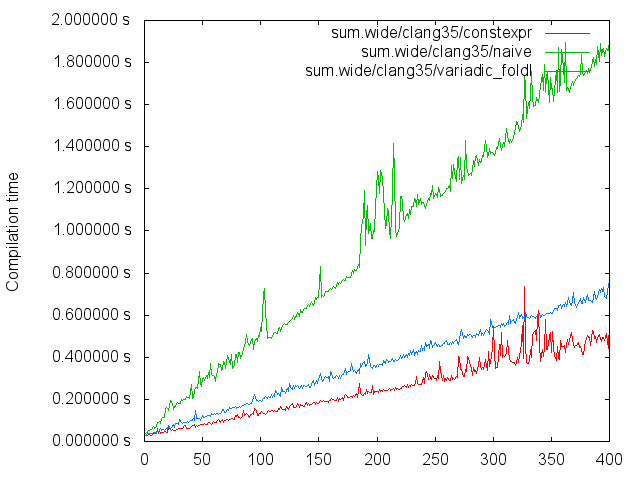 2.000000 s
sum.wide/clang35/constexpr
sum.wide/clang35/naive
1.800000 s
sum.wide/clang35/variadic_foldl
1.600000 s
1.400000 s
1.200000 s
Compilation time
1.000000 s
0.800000 s
0.600000 s
0.400000 s
0.200000 s
0.000000 s
0 50 100 150 200 250 300 350 400